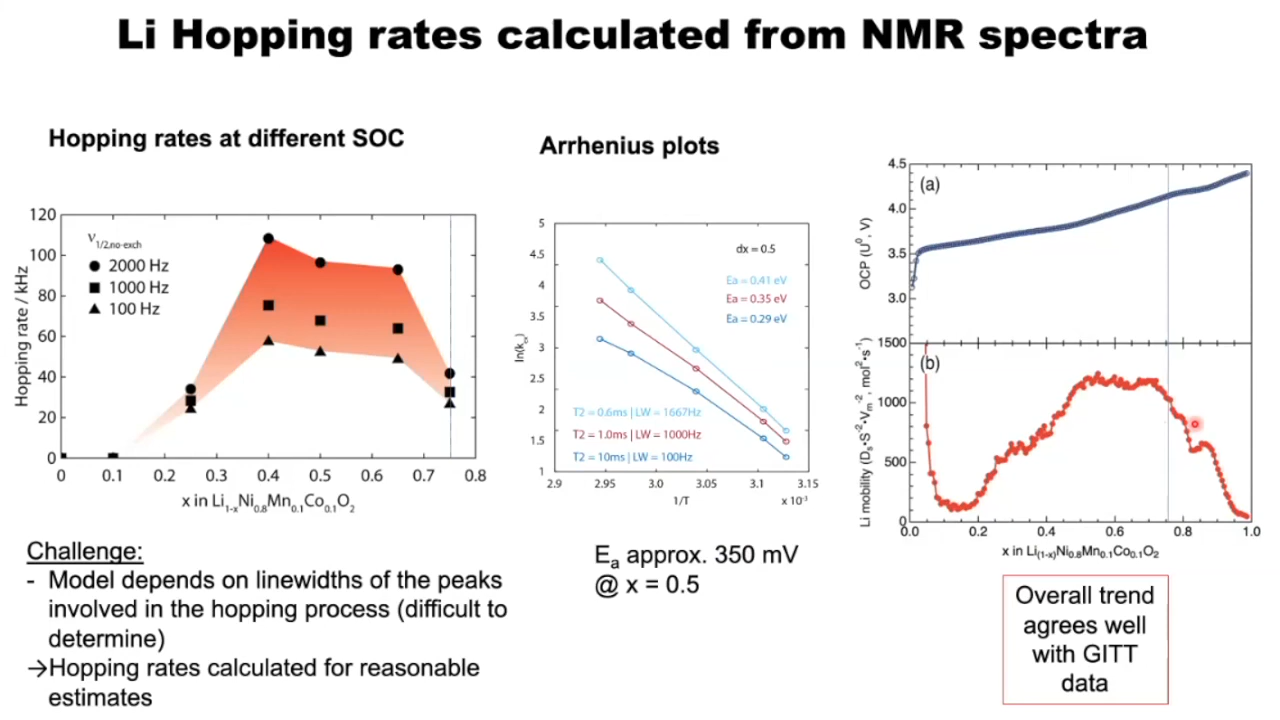 Li Hopping rates calculated from NMR spectra
Hopping rates at different SOC
120
100
80
60
40
20
0
Hopping rate / kHz
ν1/2,no-exch
2000 Hz
1000 Hz
100 Hz
0 0.1 0.2 0.3 0.4 0.5 0.6 0.7 0.8
x in Li1-xNi0.8Mn0.1Co0.1O2
Challenge:
- Model depends on linewidths of the peaks
involved in the hopping process (difficult to
determine)
→Hopping rates calculated for reasonable
estimates
Arrhenius plots
5
4.5
4
3.5
3
2.5
2
1.5
1
ln(kex)
dx = 0.5
Ea = 0.41 eV
Ea = 0.35 eV
Ea = 0.29 eV
T2 = 0.6ms | LW = 1667Hz
T2 = 1.0ms | LW = 1000Hz
T2 = 10ms | LW = 100Hz
2.9 2.95 3.0 3.05 3.1 3.15
1/T
x 10-3
Ea approx. 350 mV
@ x = 0.5
4.5
4.0
3.5
3.0
OCP (U0, V)
(a)
1500
1000
500
0
Li mobility (Ds•S-2•Vm-2, mol2•s-1)
(b)
0.0 0.2 0.4 0.6 0.8 1.0
x in Li(1-x)Ni0.8Mn0.1Co0.1O2
Overall trend
agrees well
with GITT
data